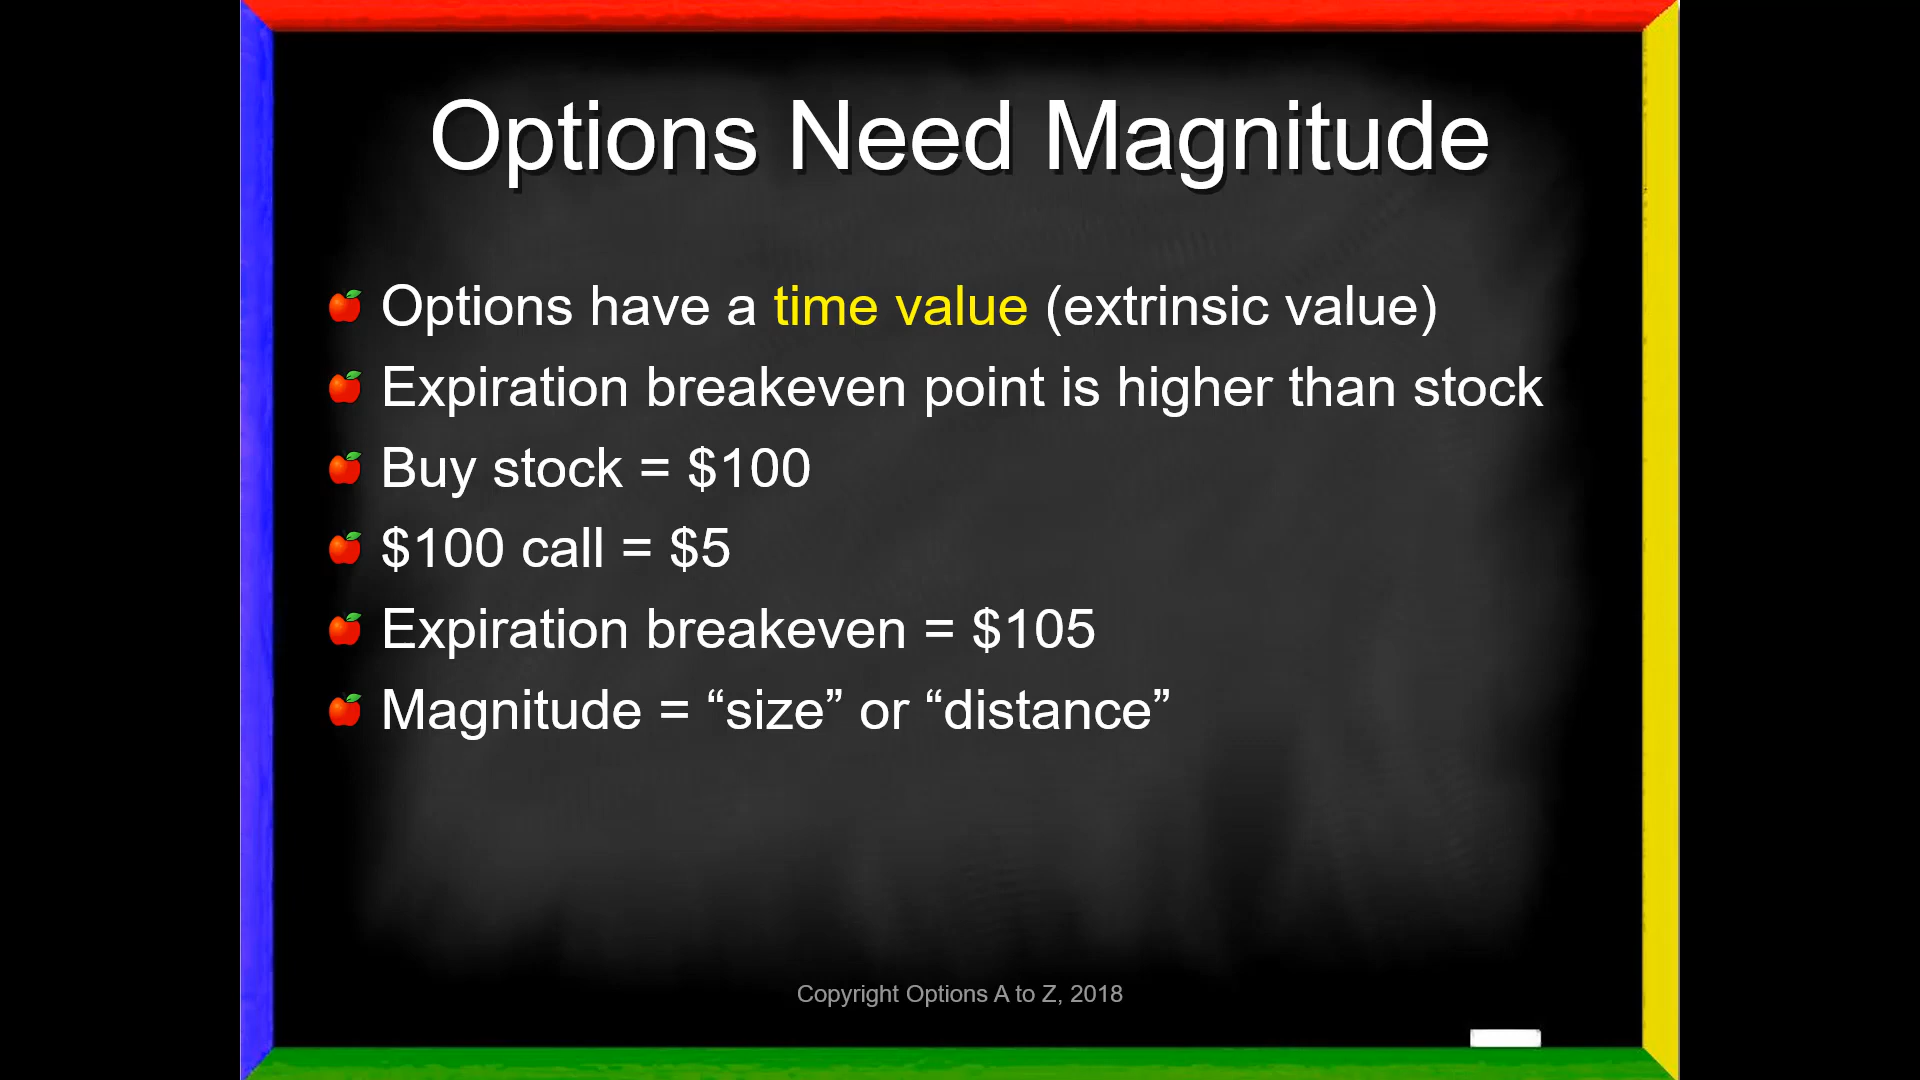 Options Need Magnitude
Options have a time value (extrinsic value)
Expiration breakeven point is higher than stock
Buy stock = $100
$100 call = $5
Expiration breakeven = $105
Magnitude = “size” or “distance”
Copyright Options A to Z, 2018